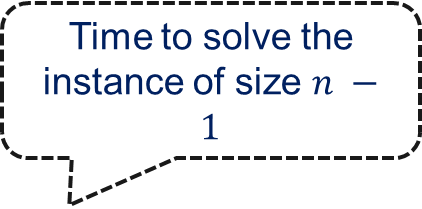 Time to solve the
instance of size n −
1